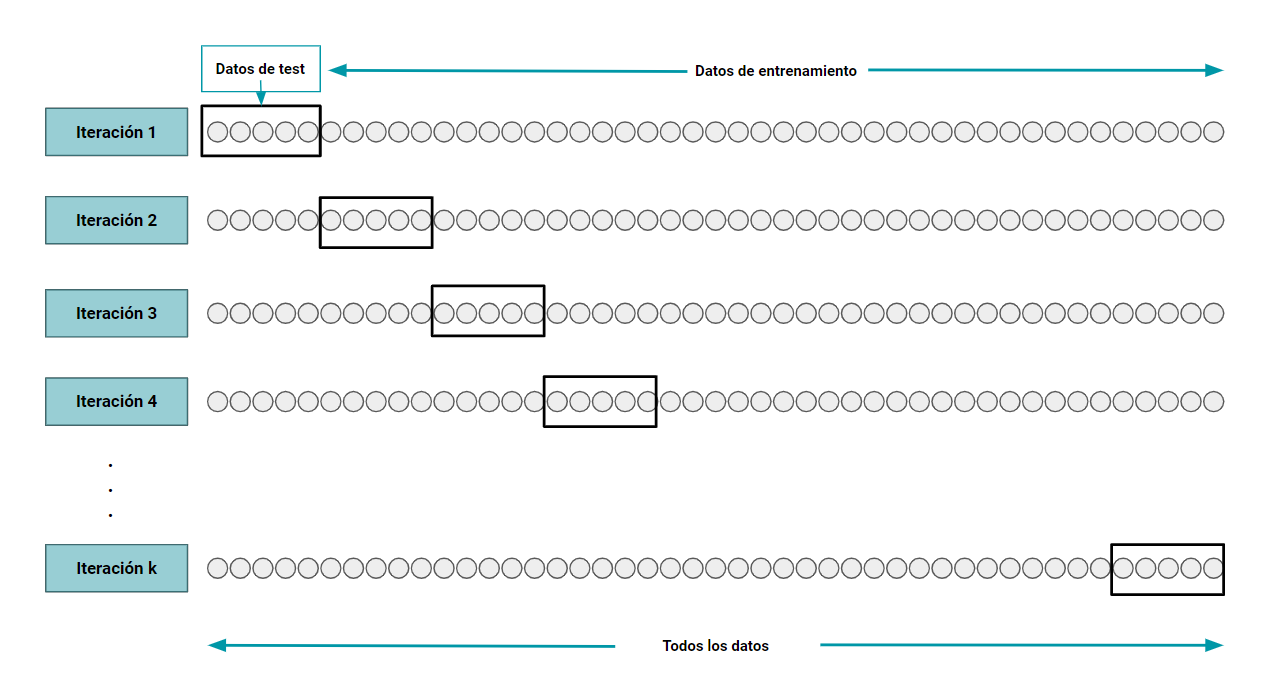 Datos de test
Datos de entrenamiento
Iteración 1
Iteración 2
Iteración 3
Iteración 4
.
.
.
Iteración k
Todos los datos